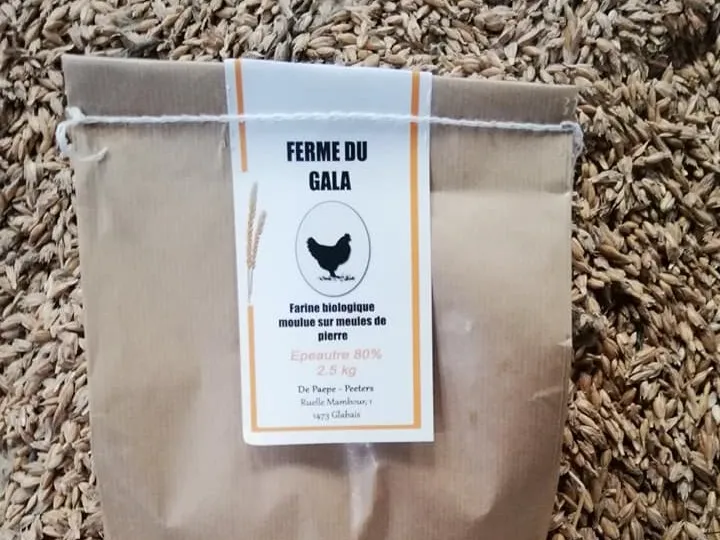 FERME DU
GALA
Farine biologique
moulue sur meules de
pierre
Epeautre 80%
2.5 kg
De Paepe - Peeters
Ruelle Mambour, 1
1473 Glabais